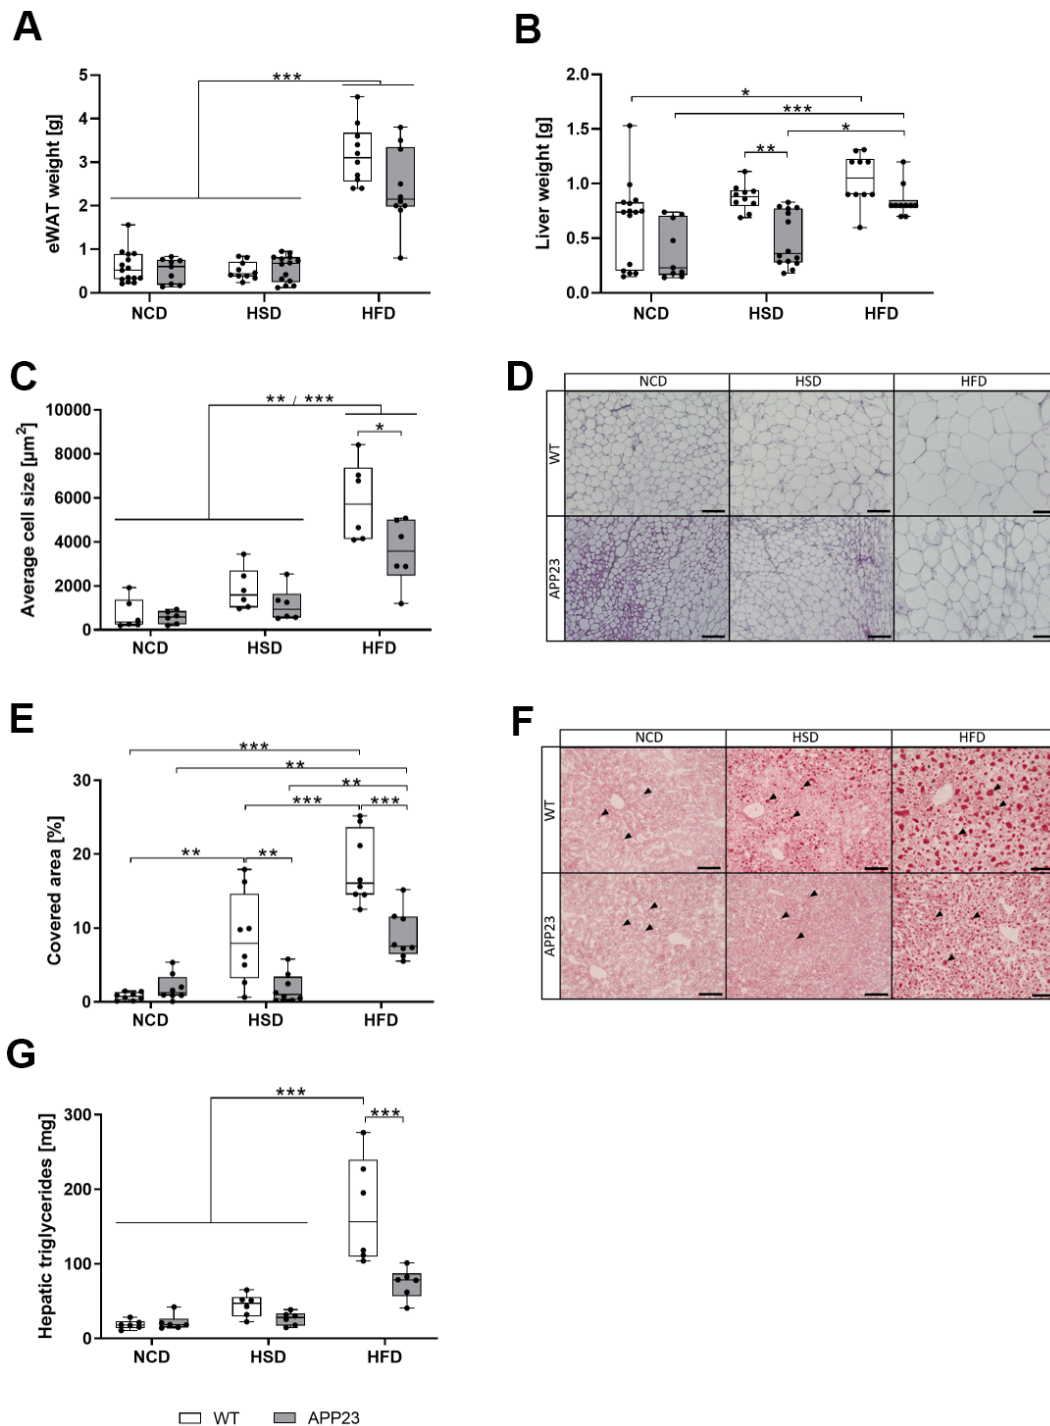 A
eWAT weight [g]
5
4
3
2
1
0
***
NCD
HSD
HFD
B
Liver weight [g]
2.0
1.5
1.0
0.5
0.0
*
***
*
**
NCD
HSD
HFD
C
Average cell size [µm²]
10000
8000
6000
4000
2000
0
** / ***
*
NCD
HSD
HFD
D
NCD
HSD
HFD
WT
APP23
E
Covered area [%]
30
20
10
0
***
**
**
***
***
**
**
NCD
HSD
HFD
F
NCD
HSD
HFD
WT
APP23
G
Hepatic triglycerides [mg]
300
200
100
0
***
***
NCD
HSD
HFD
WT
APP23